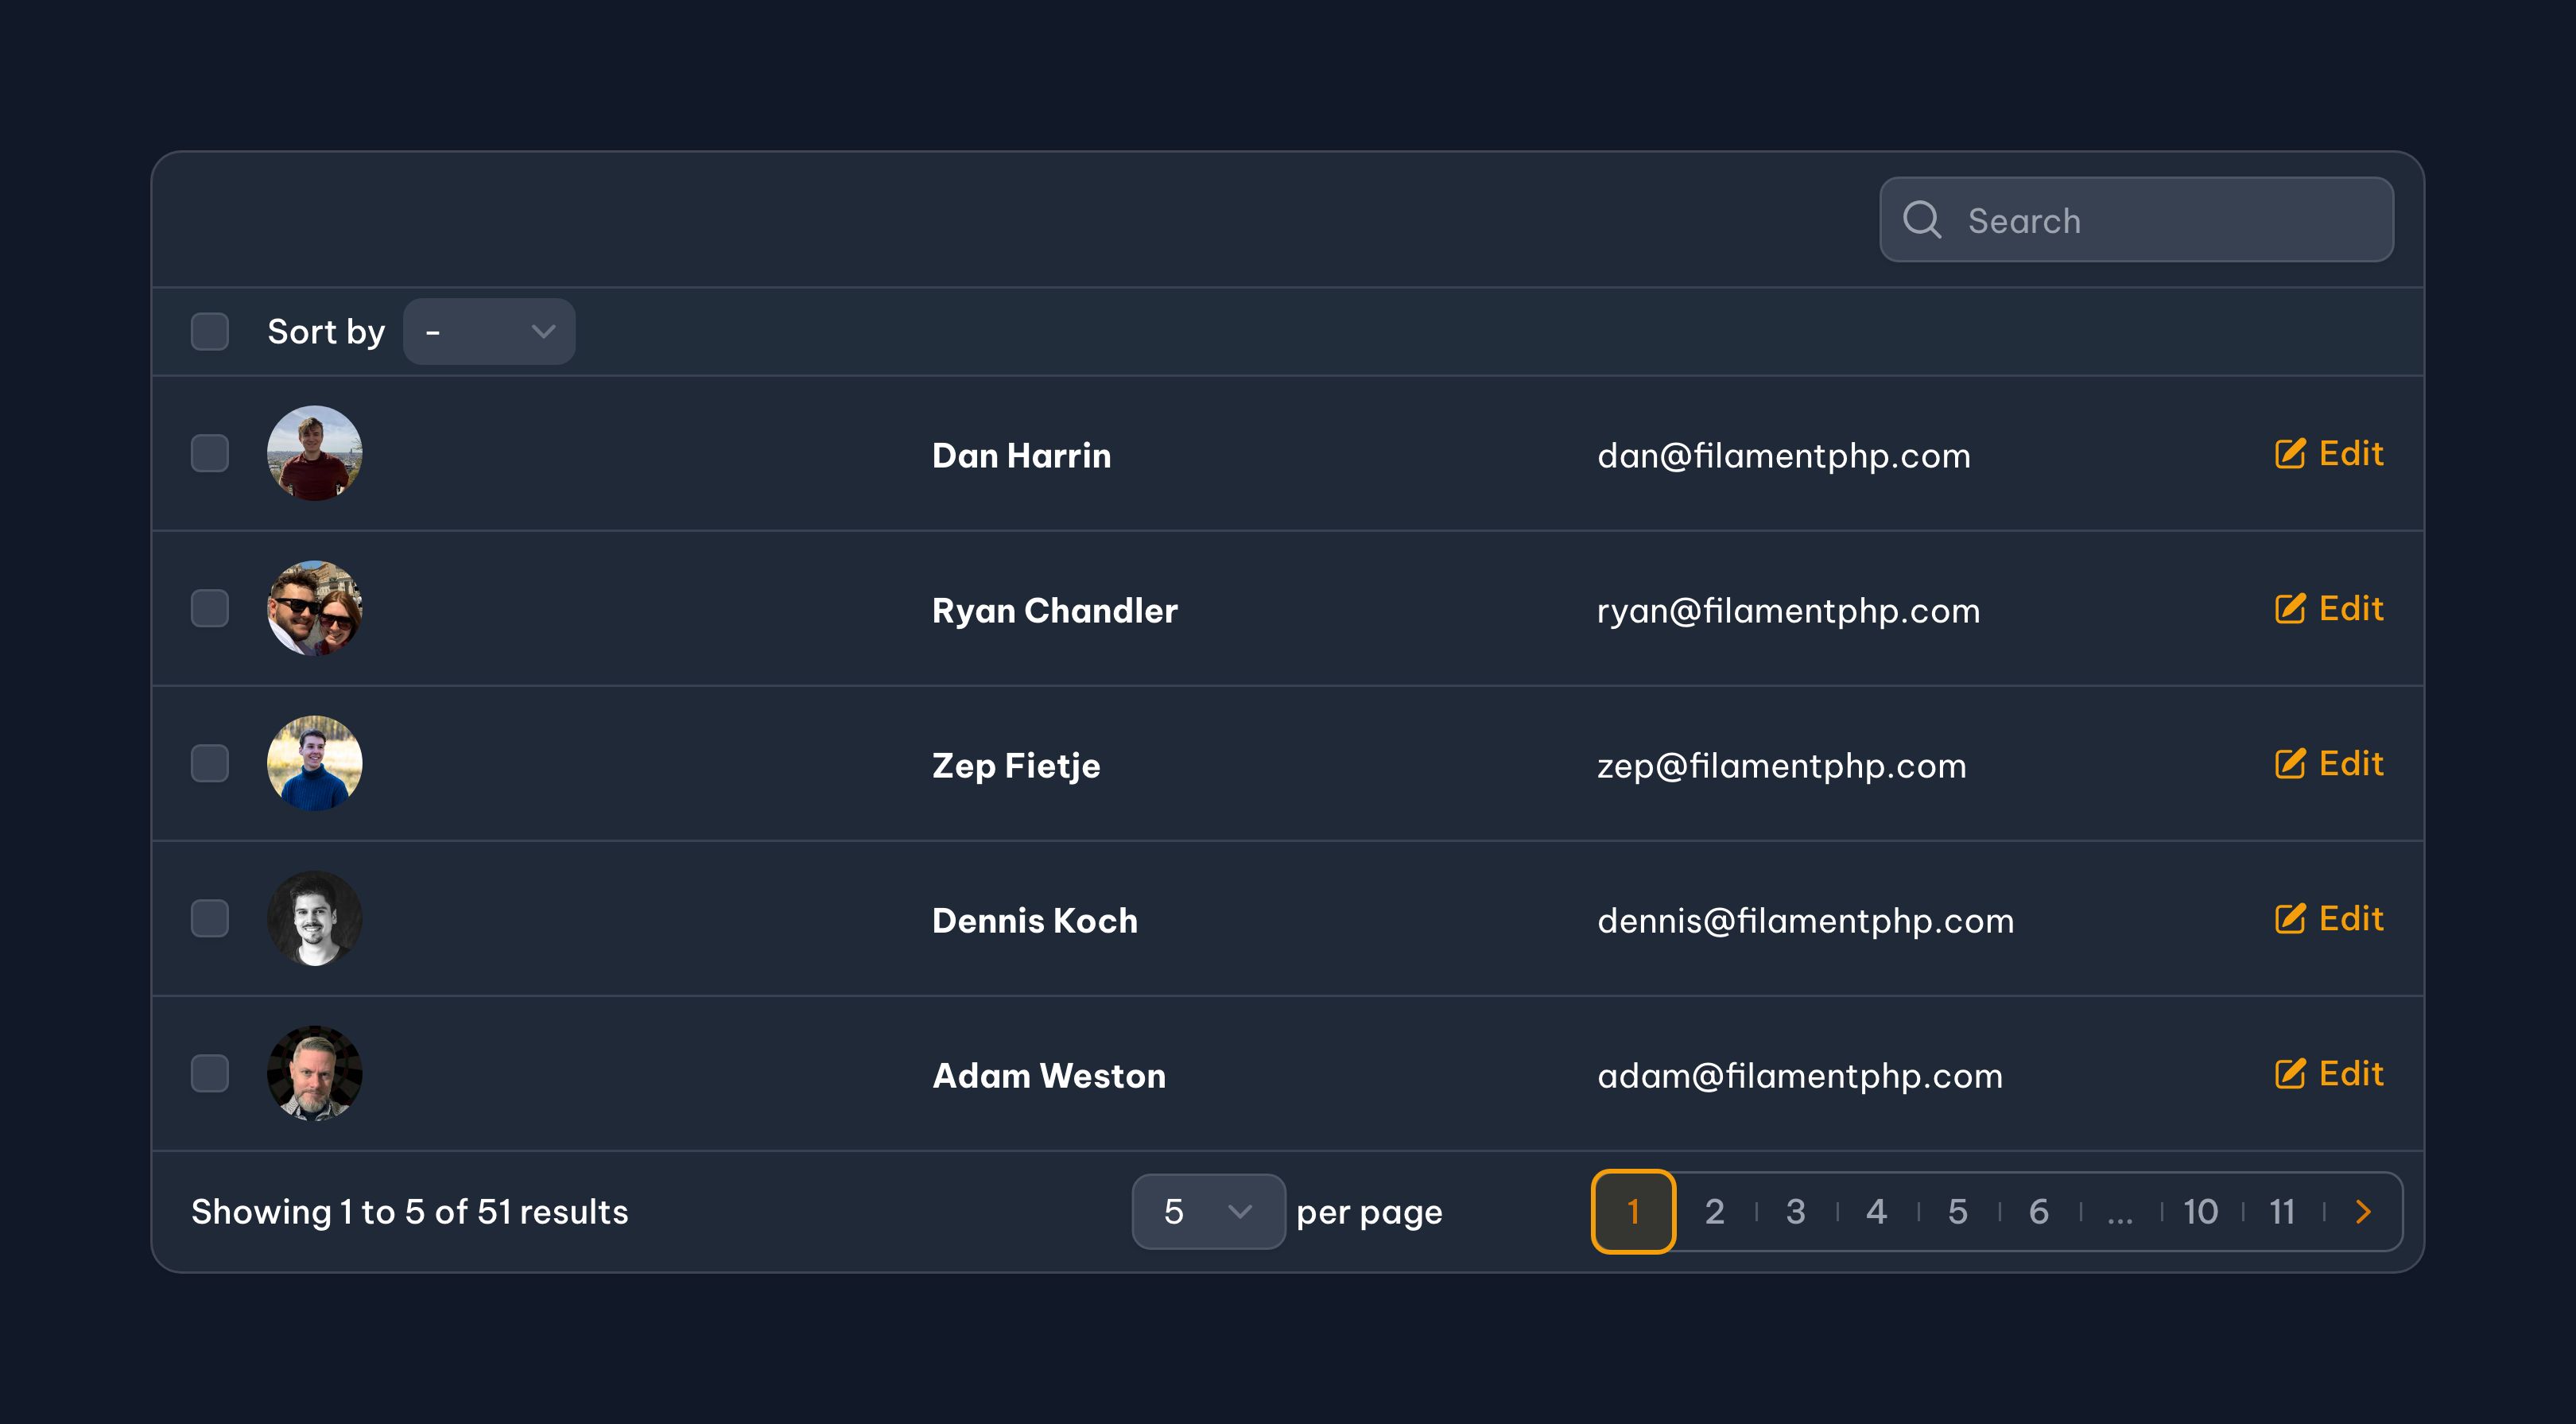 Search
Sort by -
Dan Harrin dan@filamentphp.com Edit
Ryan Chandler ryan@filamentphp.com Edit
Zep Fietje zep@filamentphp.com Edit
Dennis Koch dennis@filamentphp.com Edit
Adam Weston adam@filamentphp.com Edit
Showing 1 to 5 of 51 results 5 per page 1 2 3 4 5 6 ... 10 11